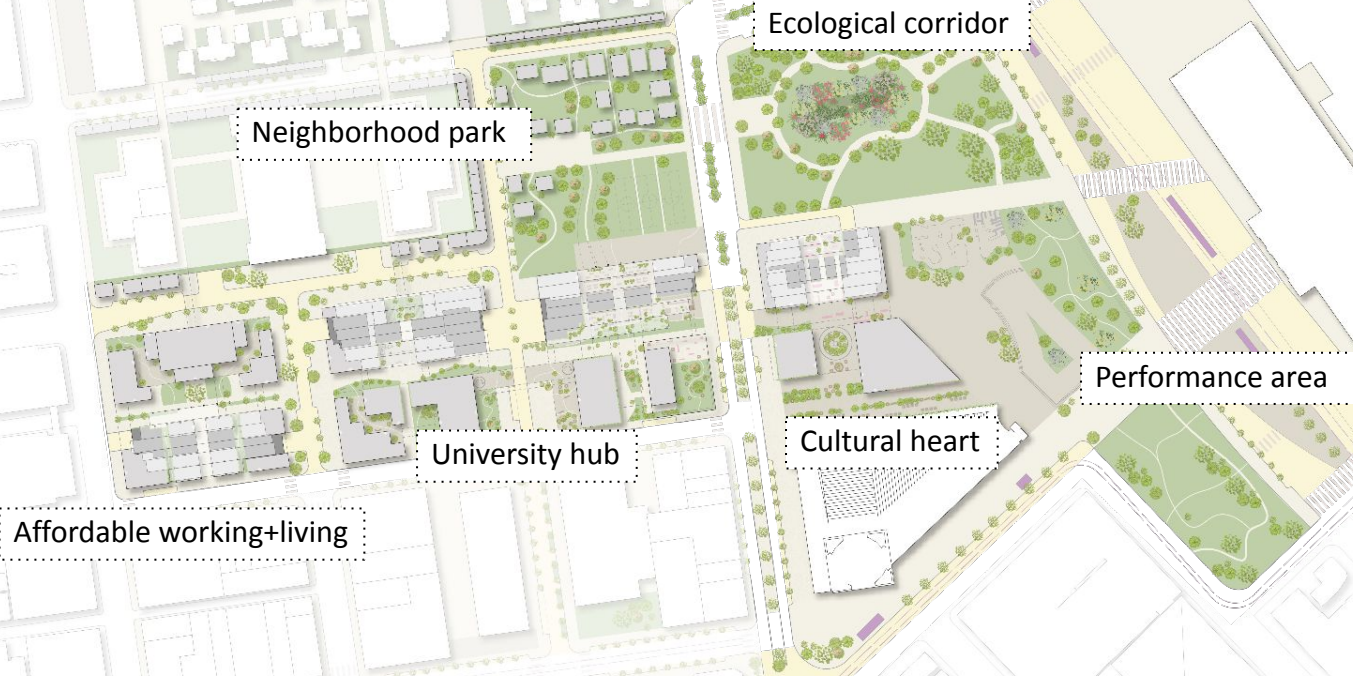 Ecological corridor
Neighborhood park
Performance area
Cultural heart
University hub
Affordable working+living